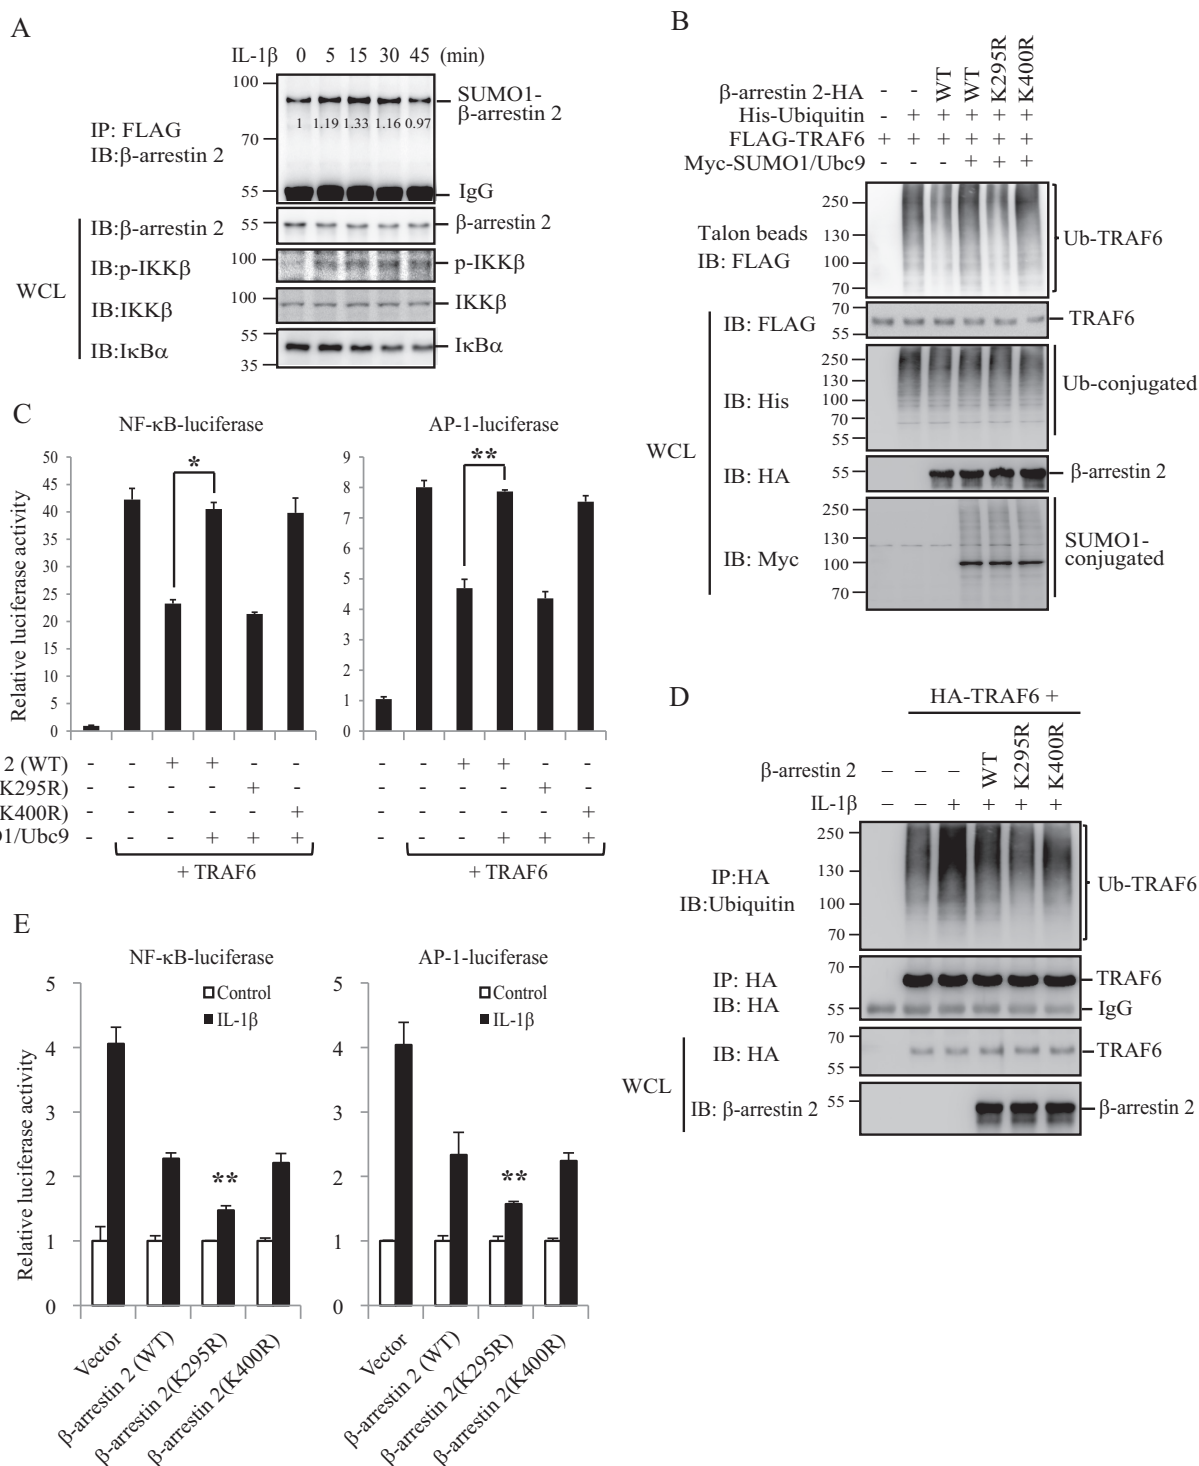 A
IL-1β 0 5 15 30 45 (min)
100
70
55
IP: FLAG
IB:β-arrestin 2
1 1.19 1.33 1.16 0.97
SUMO1-
β-arrestin 2
IgG
WCL
IB:β-arrestin 2 55 β-arrestin 2
IB:p-IKKβ 100 p-IKKβ
IB:IKKβ 100 IKKβ
IB:IκBα 55 35 IκBα
B
β-arrestin 2-HA - - WT WT K295R K400R
His-Ubiquitin - + + + + +
FLAG-TRAF6 + + + + + +
Myc-SUMO1/Ubc9 - - - + + +
Talon beads
IB: FLAG
250
130
100
70
Ub-TRAF6
WCL
IB: FLAG 70 55 TRAF6
IB: His
250
130
100
70
55
Ub-conjugated
IB: HA 55 β-arrestin 2
IB: Myc
250
130
100
70
SUMO1-
conjugated
C
NF-κB-luciferase
Relative luciferase activity
50
45
40
35
30
25
20
15
10
5
0
*
AP-1-luciferase
9
8
7
6
5
4
3
2
1
0
**
2 (WT) - - + + - - - - + + - -
K295R) - - - - + - - - - - + -
K400R) - - - - - + - - - - - +
1/Ubc9 - - - + + + - - - + + +
+ TRAF6
+ TRAF6
D
HA-TRAF6 +
β-arrestin 2 – – – WT K295R K400R
IL-1β – – + + + +
IP:HA
IB:Ubiquitin
250
130
100
70
Ub-TRAF6
IP: HA
IB: HA
70
55
TRAF6
IgG
WCL
IB: HA 70 55 TRAF6
IB: β-arrestin 2 55 β-arrestin 2
E
NF-κB-luciferase
Relative luciferase activity
5
4
3
2
1
0
Control
IL-1β
**
Vector
β-arrestin 2 (WT)
β-arrestin 2(K295R)
β-arrestin 2(K400R)
AP-1-luciferase
5
4
3
2
1
0
Control
IL-1β
**
Vector
β-arrestin 2 (WT)
β-arrestin 2(K295R)
β-arrestin 2(K400R)